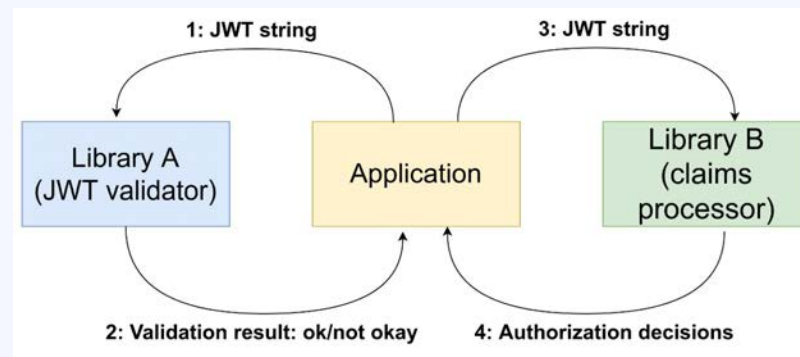 1: JWT string
3: JWT string
Library A
(JWT validator)
Application
Library B
(claims
processor)
2: Validation result: ok/not okay
4: Authorization decisions